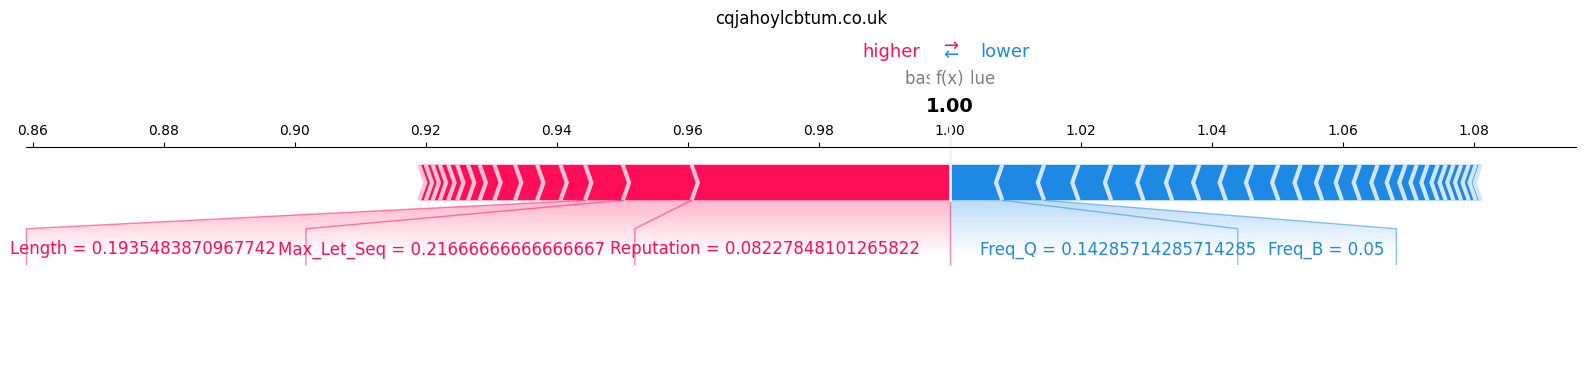 cqjahoylcbtum.co.uk
higher ⇄ lower
bas f(x) lue
1.00
0.86 0.88 0.90 0.92 0.94 0.96 0.98 1.00 1.02 1.04 1.06 1.08
Length = 0.1935483870967742 Max_Let_Seq = 0.21666666666666667 Reputation = 0.08227848101265822 Freq_Q = 0.14285714285714285 Freq_B = 0.05